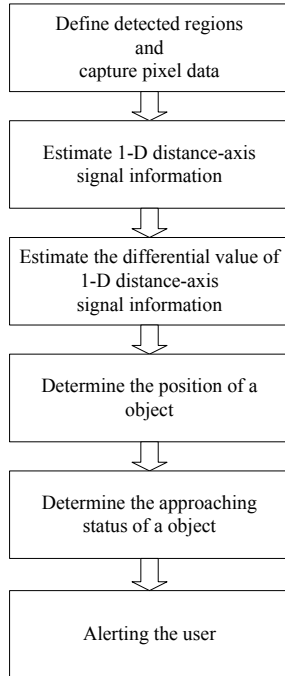 Define detected regions
and
capture pixel data
Estimate 1-D distance-axis
signal information
Estimate the differential value of
1-D distance-axis
signal information
Determine the position of a
object
Determine the approaching
status of a object
Alerting the user